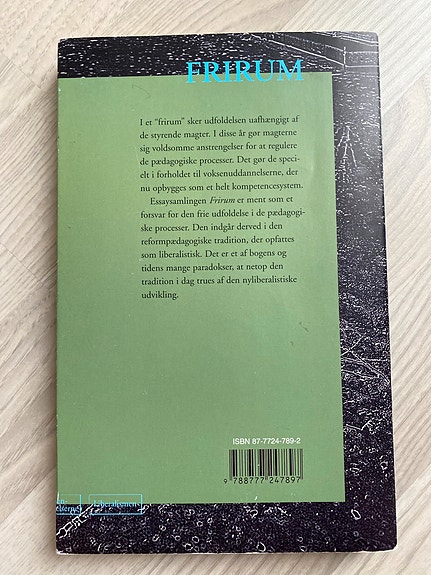 FRIRUM
I et "frirum" sker udfoldelsen uafhængigt af
de styrende magter. I disse år gør magterne
sig voldsomme anstrengelser for at regulere
de pædagogiske processer. Det gør de speci-
elt i forholdet til voksenuddannelserne, der
nu opbygges som et helt kompetencesystem.
Essaysamlingen Frirum er ment som et
forsvar for den frie udfoldelse i de pædagogi-
ske processer. Den indgår derved i den
reformpædagogiske tradition, der opfattes
som liberalistisk. Det er et af bogens og
tidens mange paradokser, at netop den
tradition i dag trues af den nyliberalistiske
udvikling.
ISBN 87-7724-789-2
9 788777 247897
Liberalismen